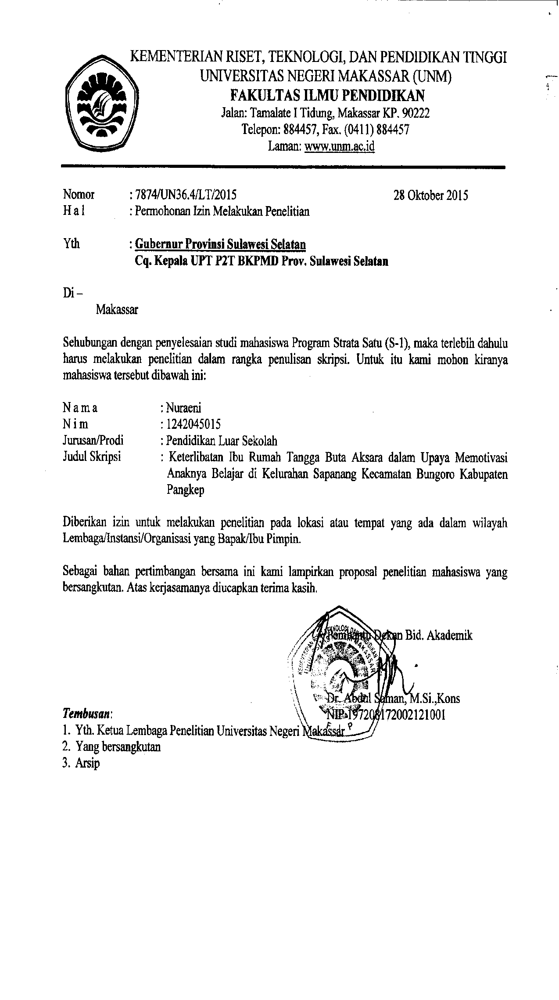 KEMENTERIAN RISET, TEKNOLOGI, DAN PENDIDIKAN TINGGI
UNIVERSITAS NEGERI MAKASSAR (UNM)
FAKULTAS ILMU PENDIDIKAN
Jalan: Tamalate I Tidung, Makassar KP. 90222
Telepon: 884457, Fax. (0411) 884457
Laman: www.unm.ac.id
Nomor : 7874/UN36.4/LT/2015 28 Oktober 2015
H a l : Permohonan Izin Melakukan Penelitian
Yth : Gubernur Provinsi Sulawesi Selatan
Cq. Kepala UPT P2T BKPMD Prov. Sulawesi Selatan
Di –
Makassar
Sehubungan dengan penyelesaian studi mahasiswa Program Strata Satu (S-1), maka terlebih dahulu
harus melakukan penelitian dalam rangka penulisan skripsi. Untuk itu kami mohon kiranya
mahasiswa tersebut dibawah ini:
N a m a : Nuraeni
N i m : 1242045015
Jurusan/Prodi : Pendidikan Luar Sekolah
Judul Skripsi : Keterlibatan Ibu Rumah Tangga Buta Aksara dalam Upaya Memotivasi
Anaknya Belajar di Kelurahan Sapanang Kecamatan Bungoro Kabupaten
Pangkep
Diberikan izin untuk melakukan penelitian pada lokasi atau tempat yang ada dalam wilayah
Lembaga/Instansi/Organisasi yang Bapak/Ibu Pimpin.
Sebagai bahan pertimbangan bersama ini kami lampirkan proposal penelitian mahasiswa yang
bersangkutan. Atas kerjasamanya diucapkan terima kasih.
Pembantu Dekan Bid. Akademik
Dr. Abdul Saman, M.Si.,Kons
NIP.197208172002121001
F I P
Tembusan:
1. Yth. Ketua Lembaga Penelitian Universitas Negeri Makassar
2. Yang bersangkutan
3. Arsip